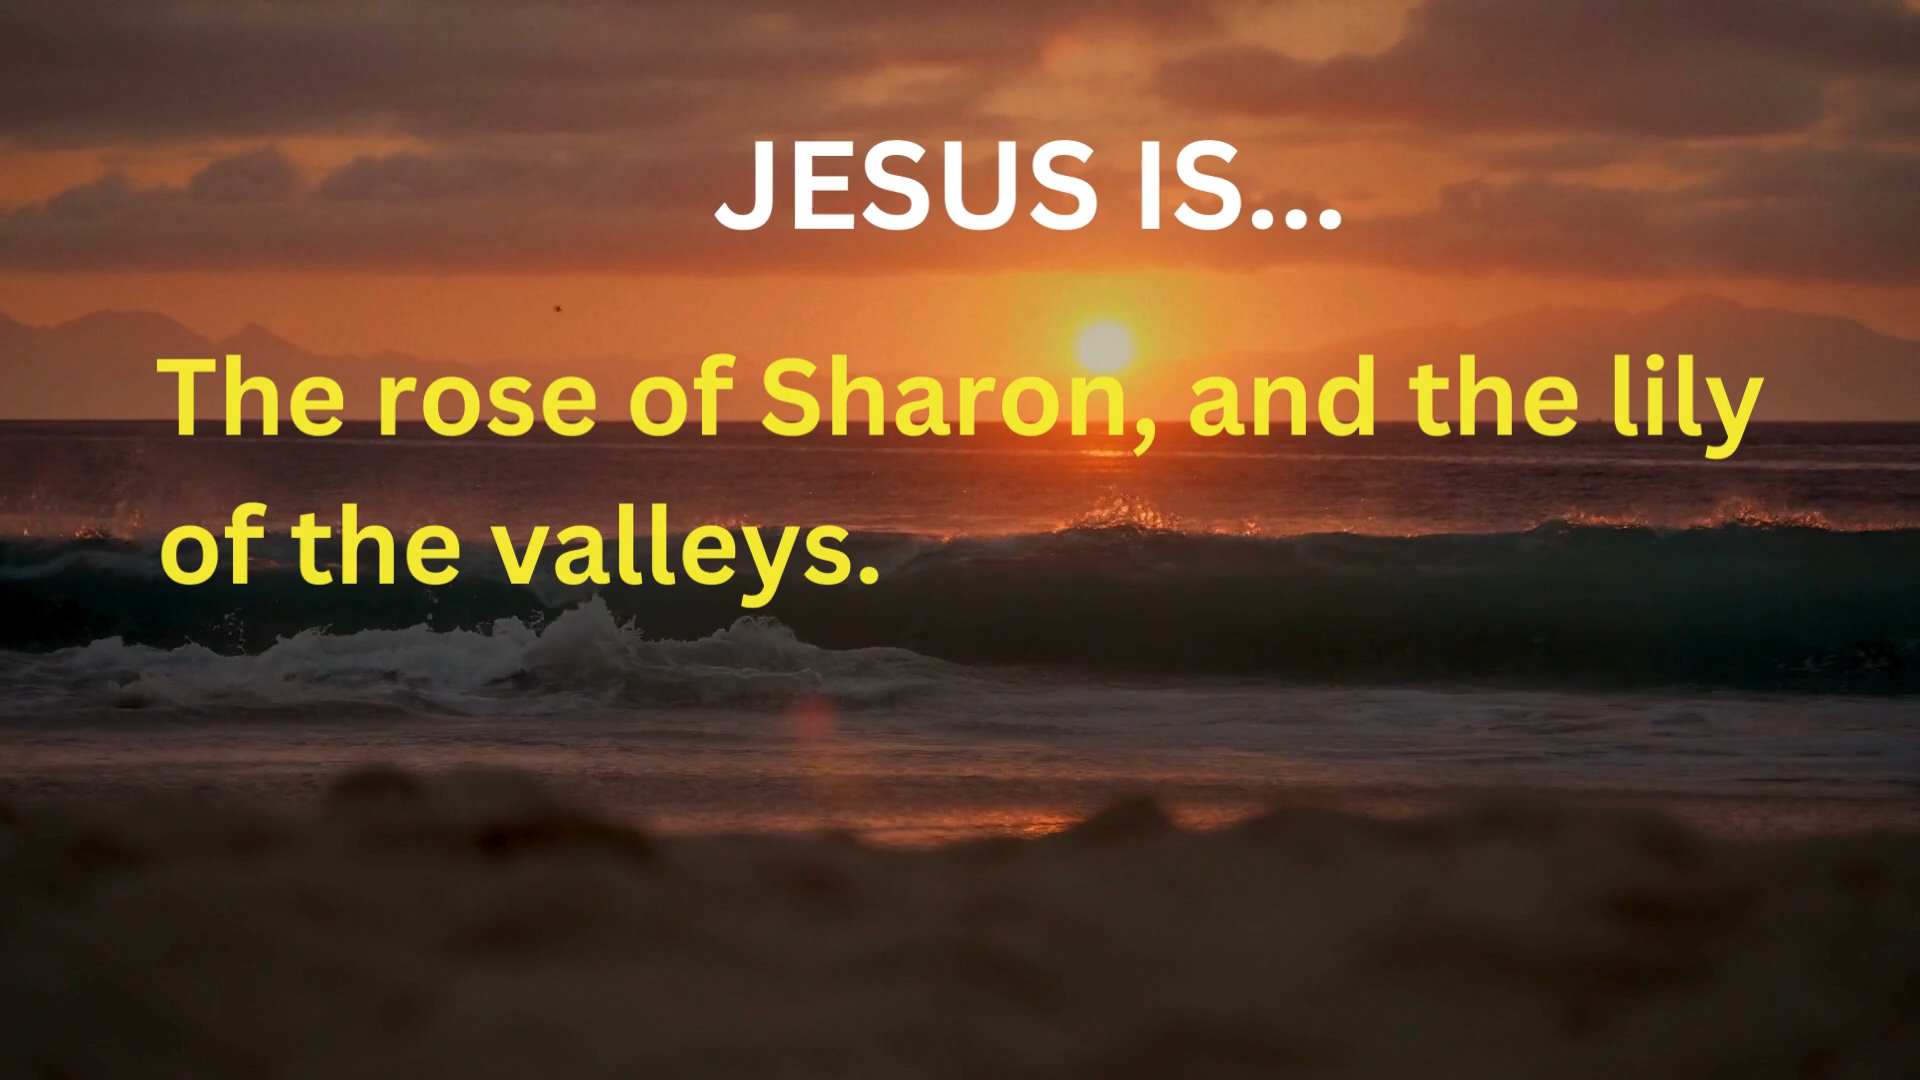 JESUS IS...
The rose of Sharon, and the lily
of the valleys.